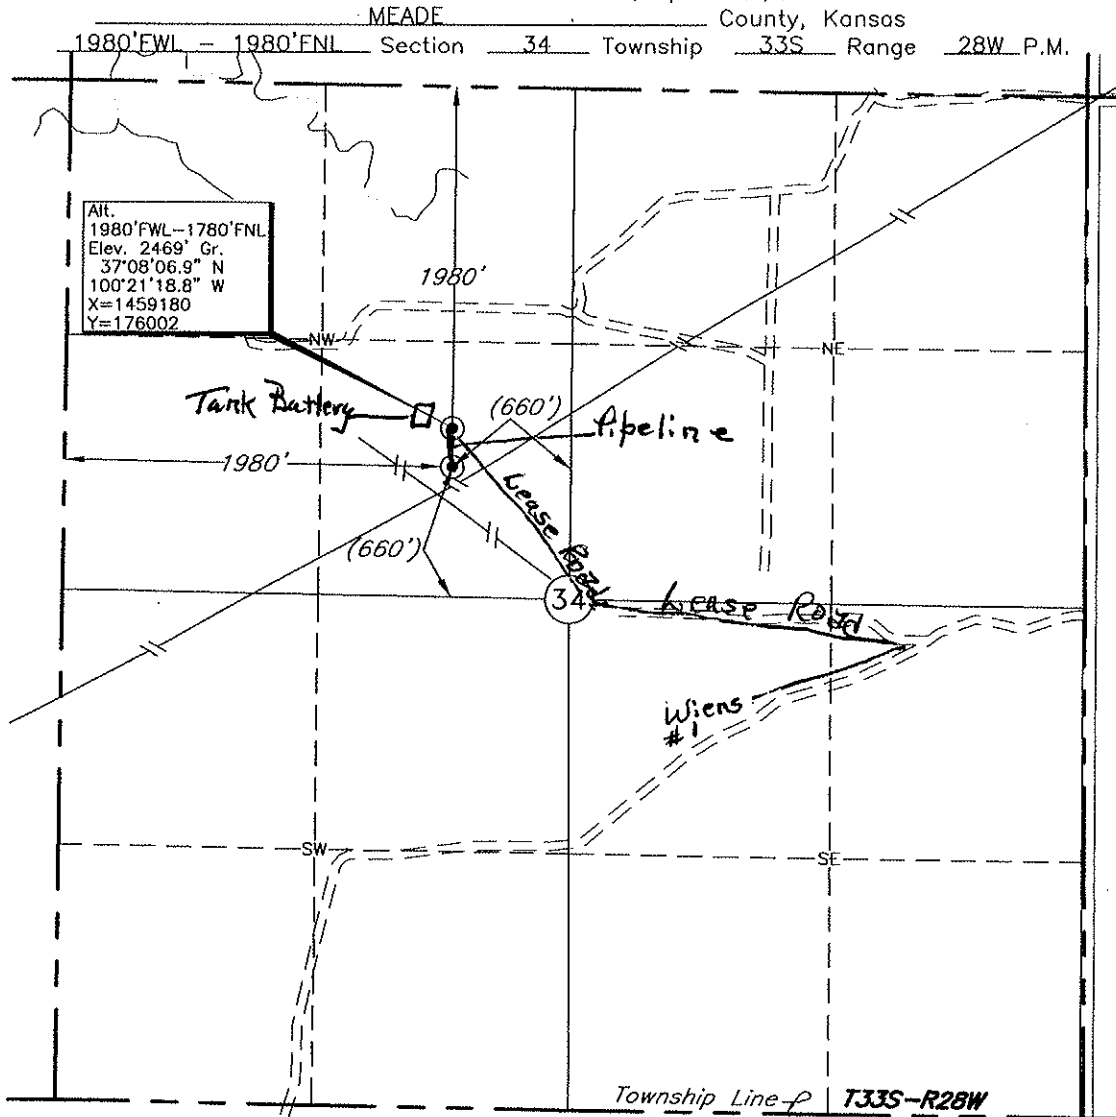 MEADE County, Kansas
1980'FWL - 1980'FNL Section 34 Township 33S Range 28W P.M.
Alt.
1980'FWL-1780'FNL
Elev. 2469' Gr.
37°08'06.9" N
100°21'18.8" W
X=1459180
Y=176002
1980'
NW
NE
Tank Battery
(660')
Pipeline
1980'
Lease Road
(660')
34
Lease Road
Wiens
#1
SW
SE
Township Line
T33S-R28W